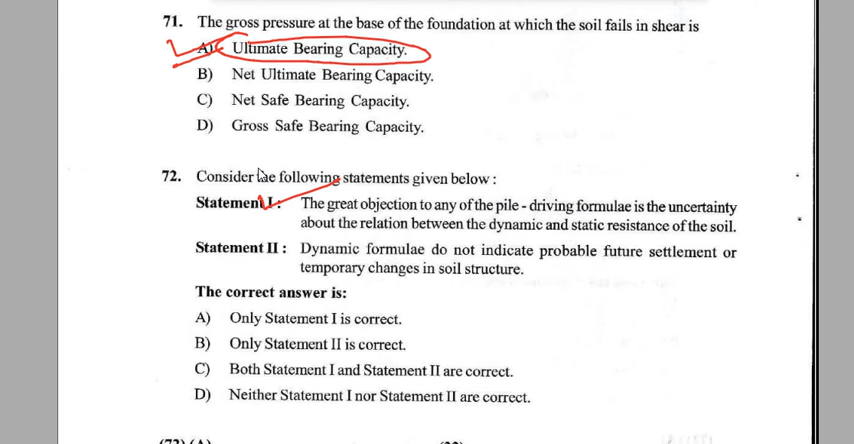 71. The gross pressure at the base of the foundation at which the soil fails in shear is
A) Ultimate Bearing Capacity.
B) Net Ultimate Bearing Capacity.
C) Net Safe Bearing Capacity.
D) Gross Safe Bearing Capacity.
72. Consider the following statements given below :
Statement I : The great objection to any of the pile - driving formulae is the uncertainty
about the relation between the dynamic and static resistance of the soil.
Statement II : Dynamic formulae do not indicate probable future settlement or
temporary changes in soil structure.
The correct answer is:
A) Only Statement I is correct.
B) Only Statement II is correct.
C) Both Statement I and Statement II are correct.
D) Neither Statement I nor Statement II are correct.